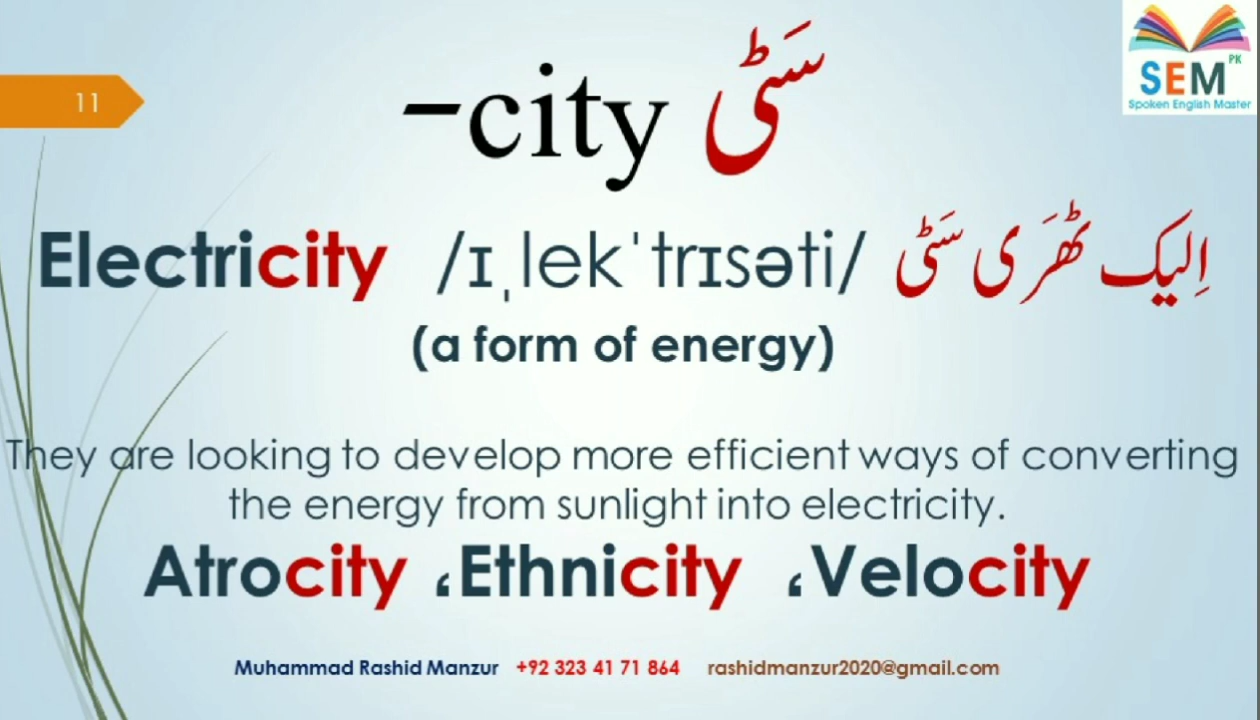 11
–city سَٹی
SEM PK
Spoken English Master
Electricity /ɪˌlekˈtrɪsəti/ اِلیک ٹھرَی سَٹی
(a form of energy)
They are looking to develop more efficient ways of converting
the energy from sunlight into electricity.
Atrocity ،Ethnicity ،Velocity
Muhammad Rashid Manzur +92 323 41 71 864 rashidmanzur2020@gmail.com